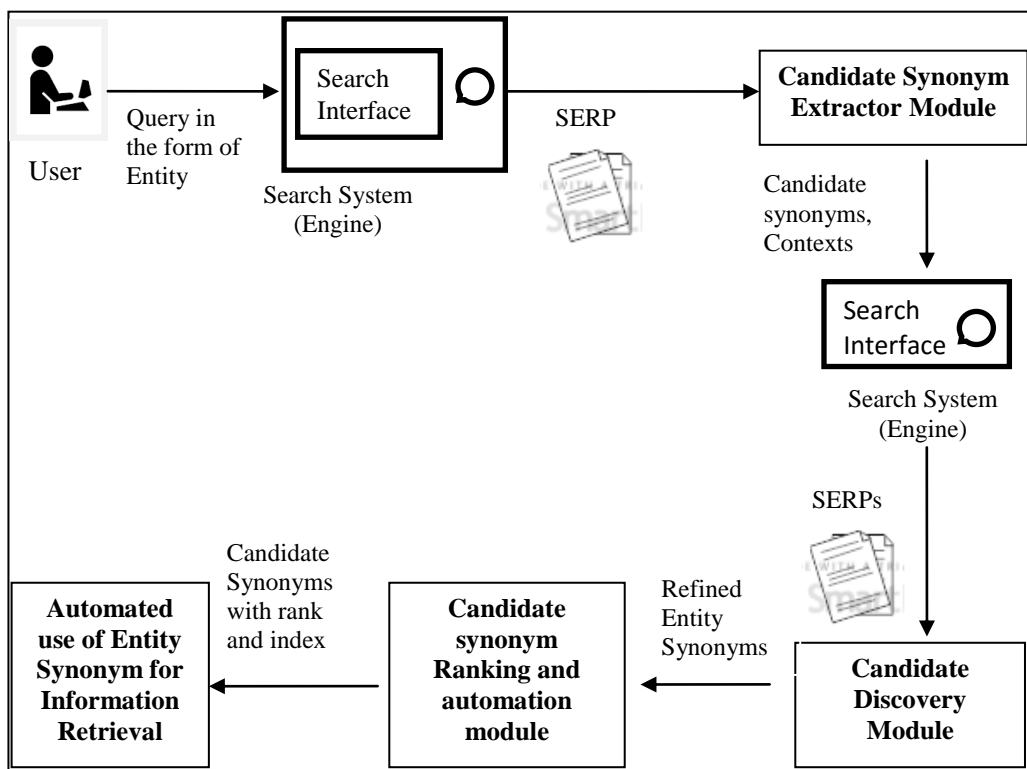 User
Query in
the form of
Entity
Search
Interface
Search System
(Engine)
SERP
Candidate Synonym
Extractor Module
Candidate
synonyms,
Contexts
Search
Interface
Search System
(Engine)
SERPs
Candidate
Discovery
Module
Refined
Entity
Synonyms
Candidate
synonym
Ranking and
automation
module
Candidate
Synonyms
with rank
and index
Automated
use of Entity
Synonym for
Information
Retrieval